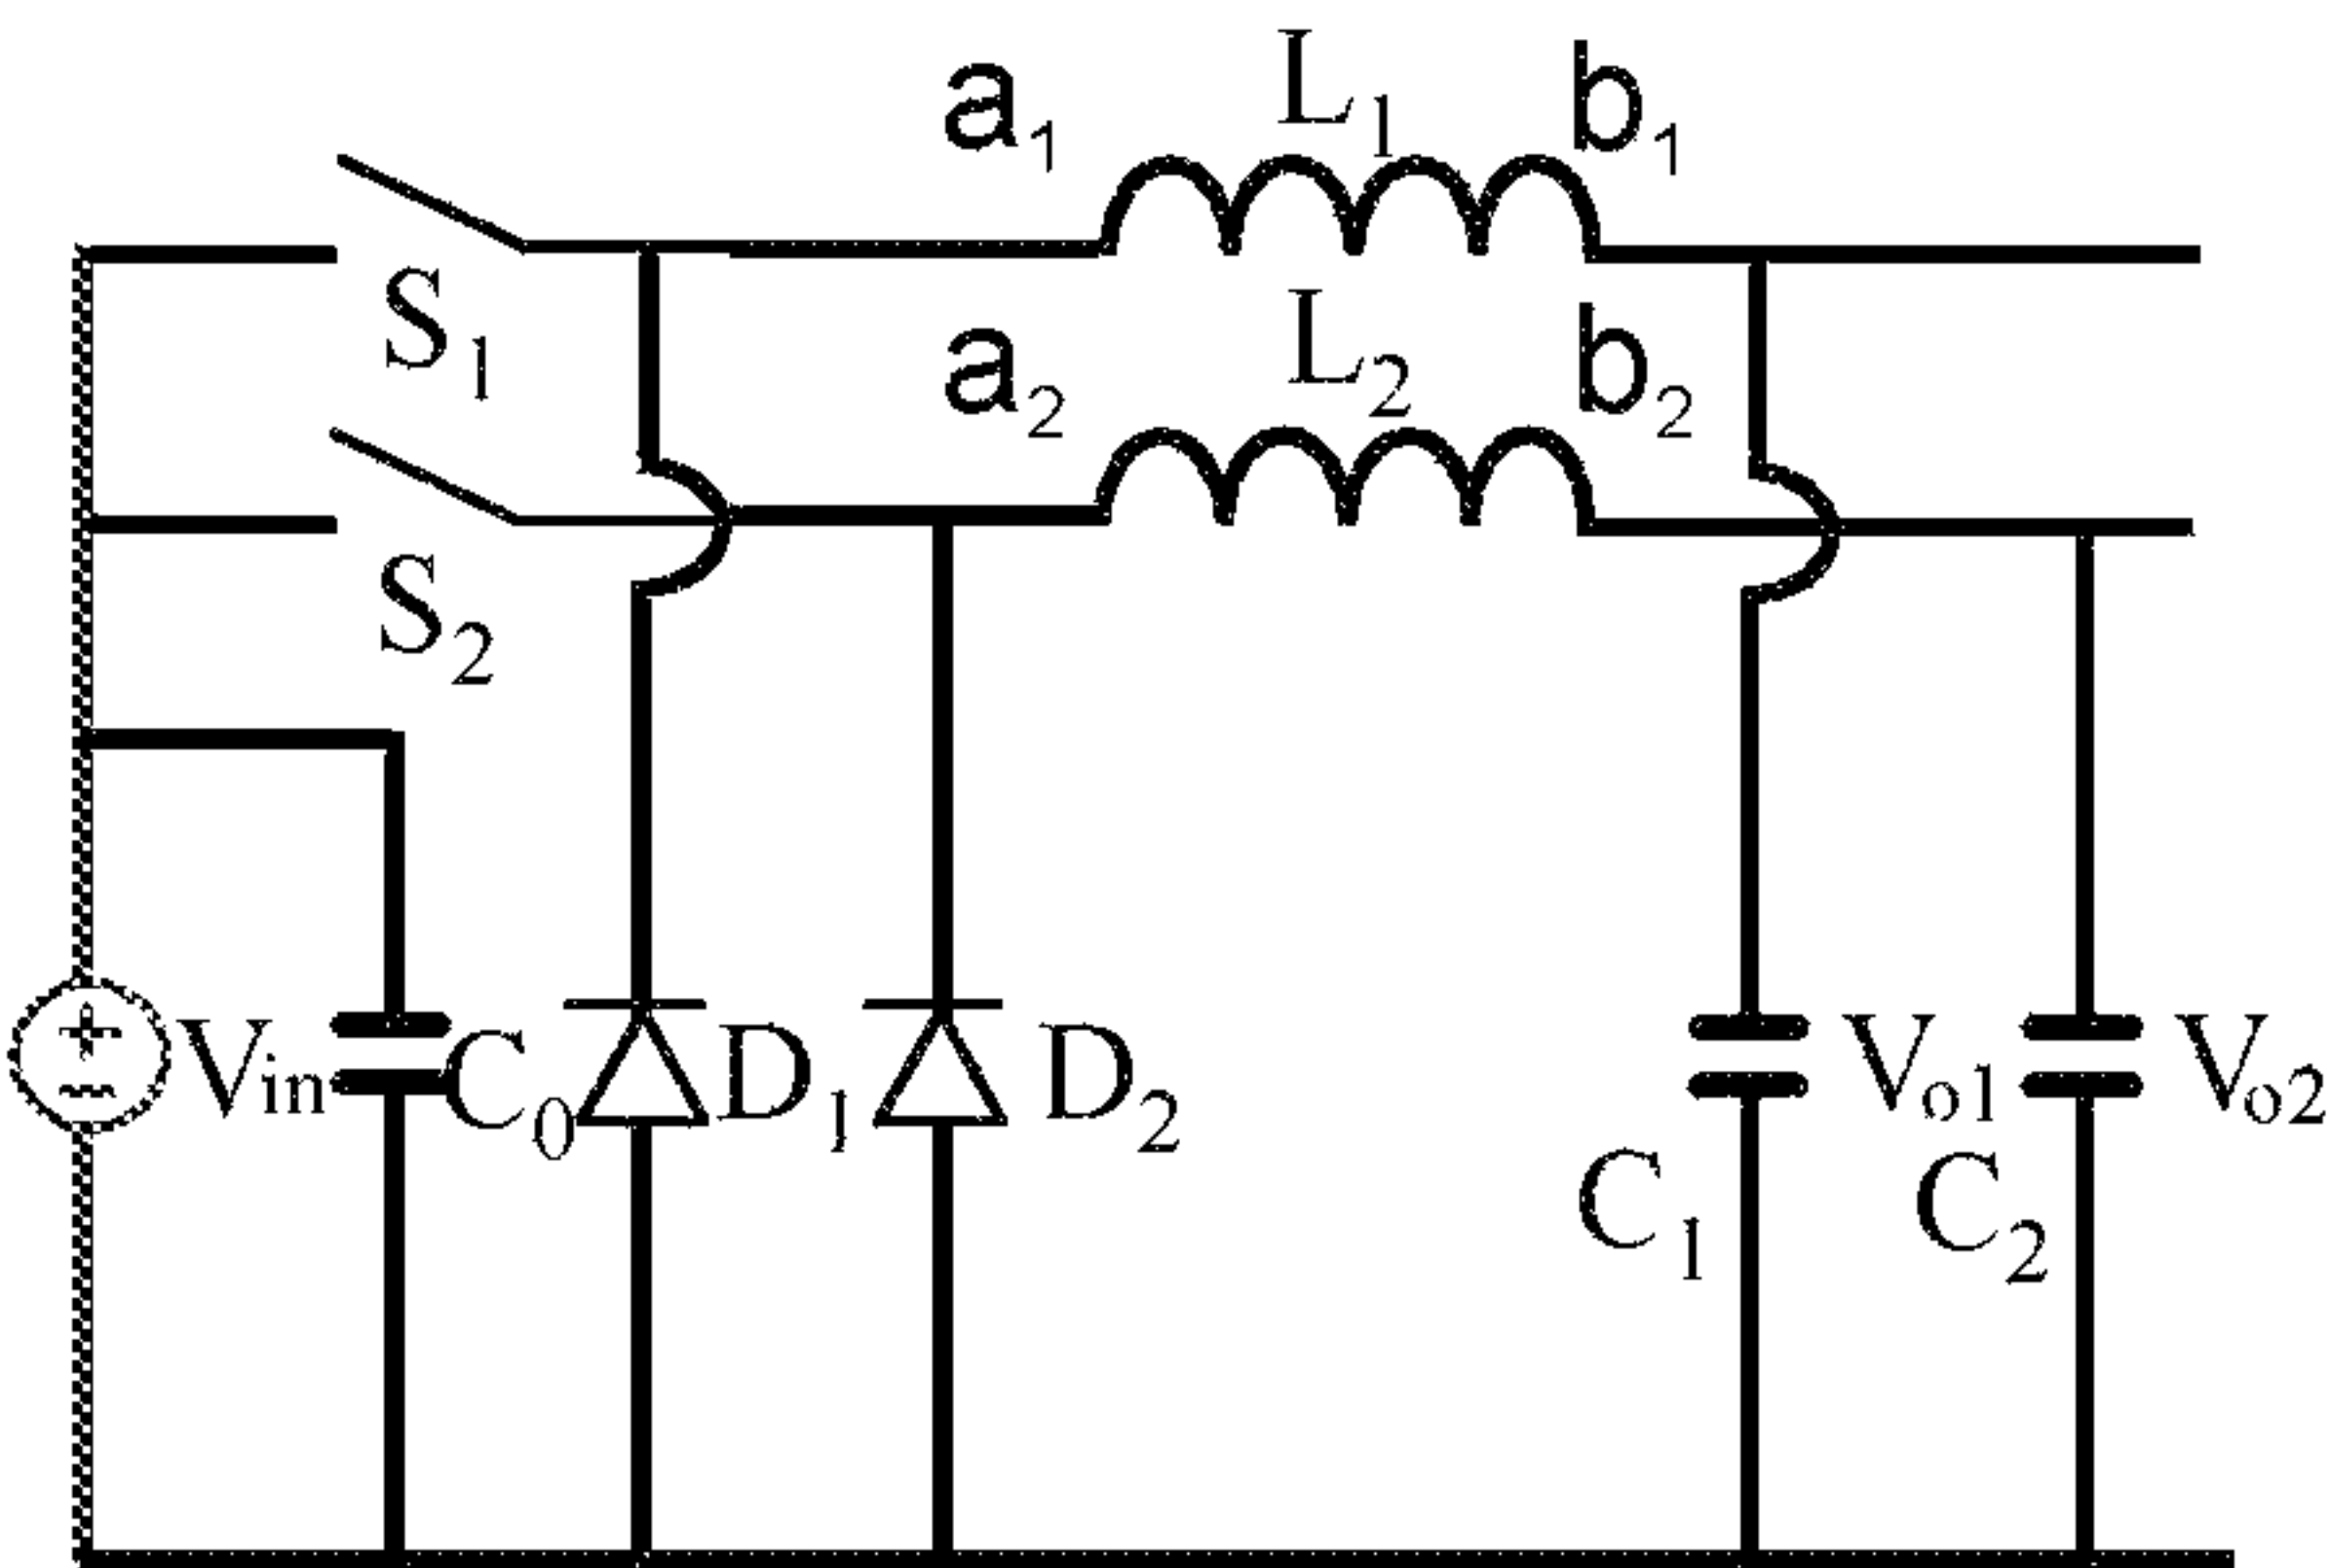 a₁ L₁ b₁
S₁
a₂ L₂ b₂
S₂
+
Vin C₀ D₁ D₂ Vo1 Vo2
−
C₁ C₂